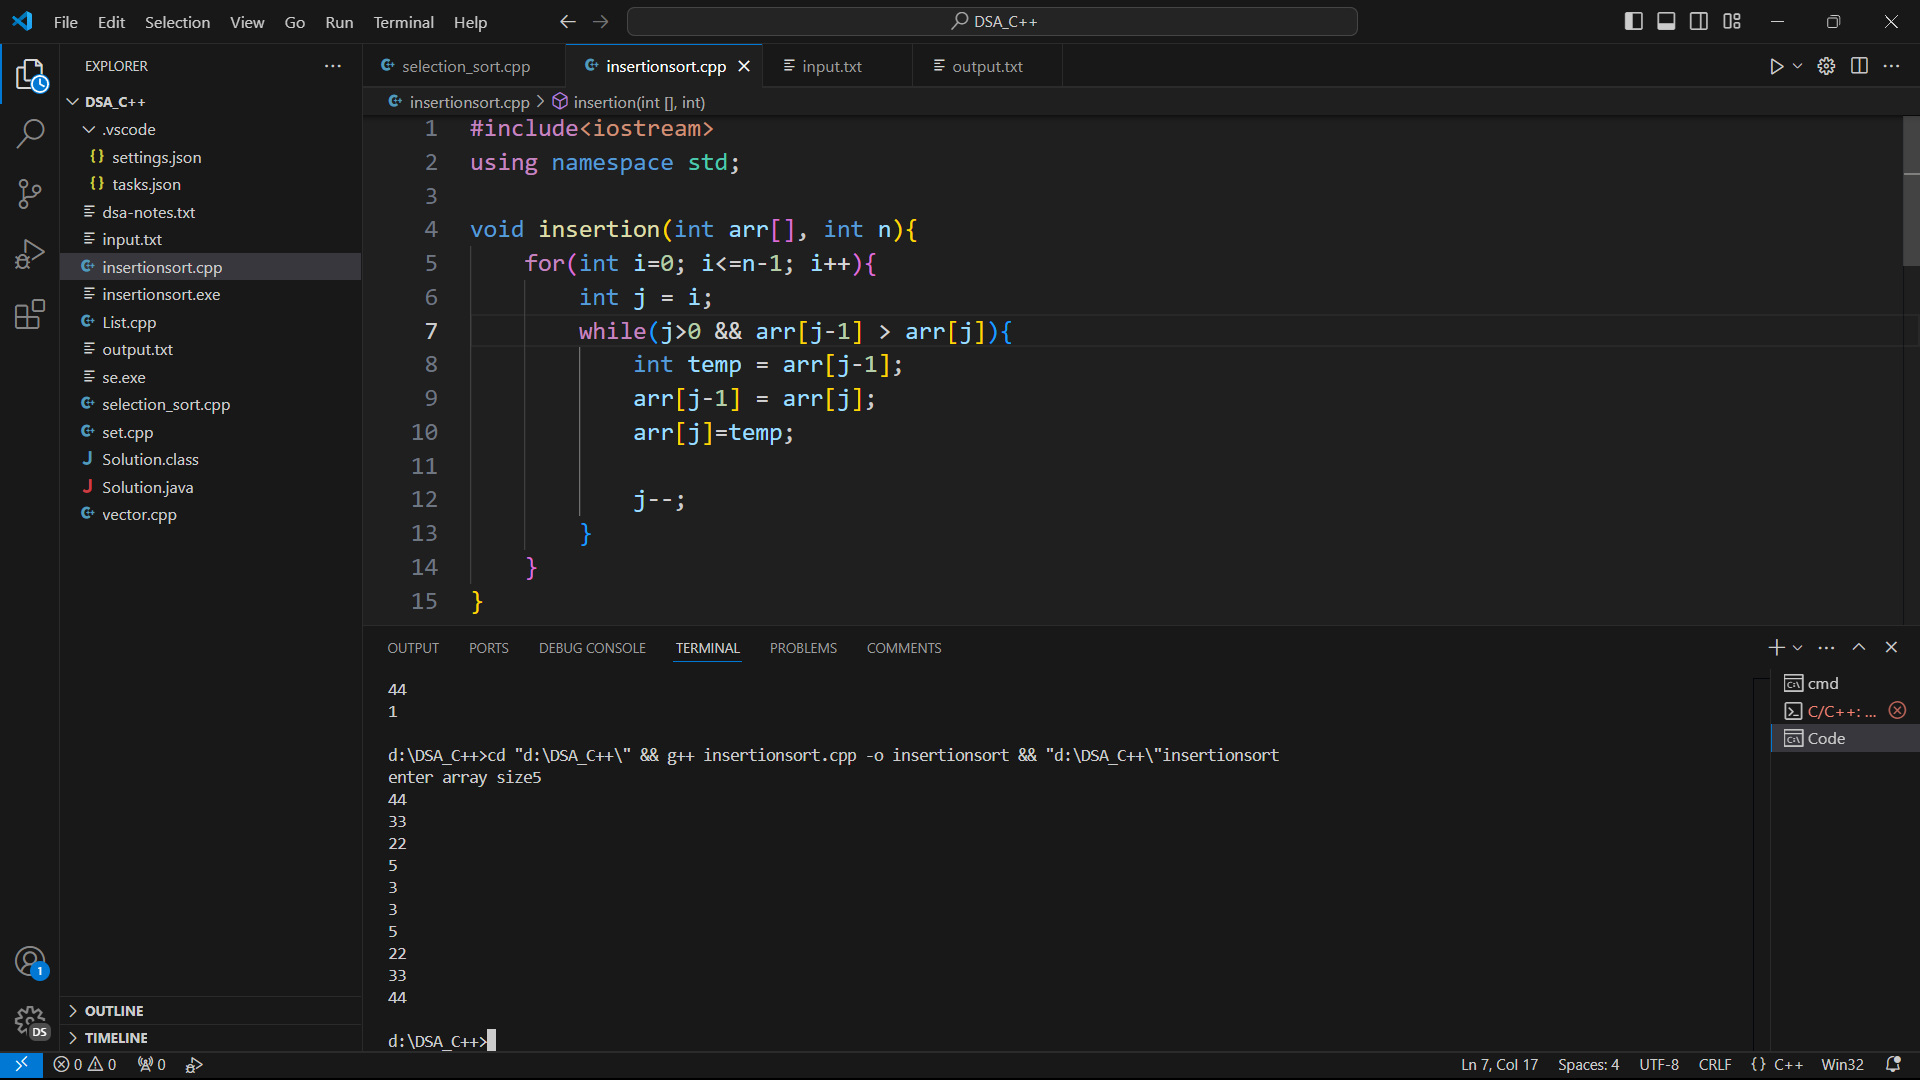 File Edit Selection View Go Run Terminal Help
DSA_C++
EXPLORER
DSA_C++
.vscode
{} settings.json
{} tasks.json
dsa-notes.txt
input.txt
insertionsort.cpp
insertionsort.exe
List.cpp
output.txt
se.exe
selection_sort.cpp
set.cpp
J Solution.class
J Solution.java
vector.cpp
OUTLINE
TIMELINE
1
DS
selection_sort.cpp insertionsort.cpp input.txt output.txt
insertionsort.cpp > insertion(int [], int)
1 #include<iostream>
2 using namespace std;
3
4 void insertion(int arr[], int n){
5 for(int i=0; i<=n-1; i++){
6 int j = i;
7 while(j>0 && arr[j-1] > arr[j]){
8 int temp = arr[j-1];
9 arr[j-1] = arr[j];
10 arr[j]=temp;
11
12 j--;
13 }
14 }
15 }
OUTPUT PORTS DEBUG CONSOLE TERMINAL PROBLEMS COMMENTS
44
1
d:\DSA_C++>cd "d:\DSA_C++\" && g++ insertionsort.cpp -o insertionsort && "d:\DSA_C++\"insertionsort
enter array size5
44
33
22
5
3
3
5
22
33
44
d:\DSA_C++>
cmd
C/C++: ...
Code
0 0 0 Ln 7, Col 17 Spaces: 4 UTF-8 CRLF {} C++ Win32